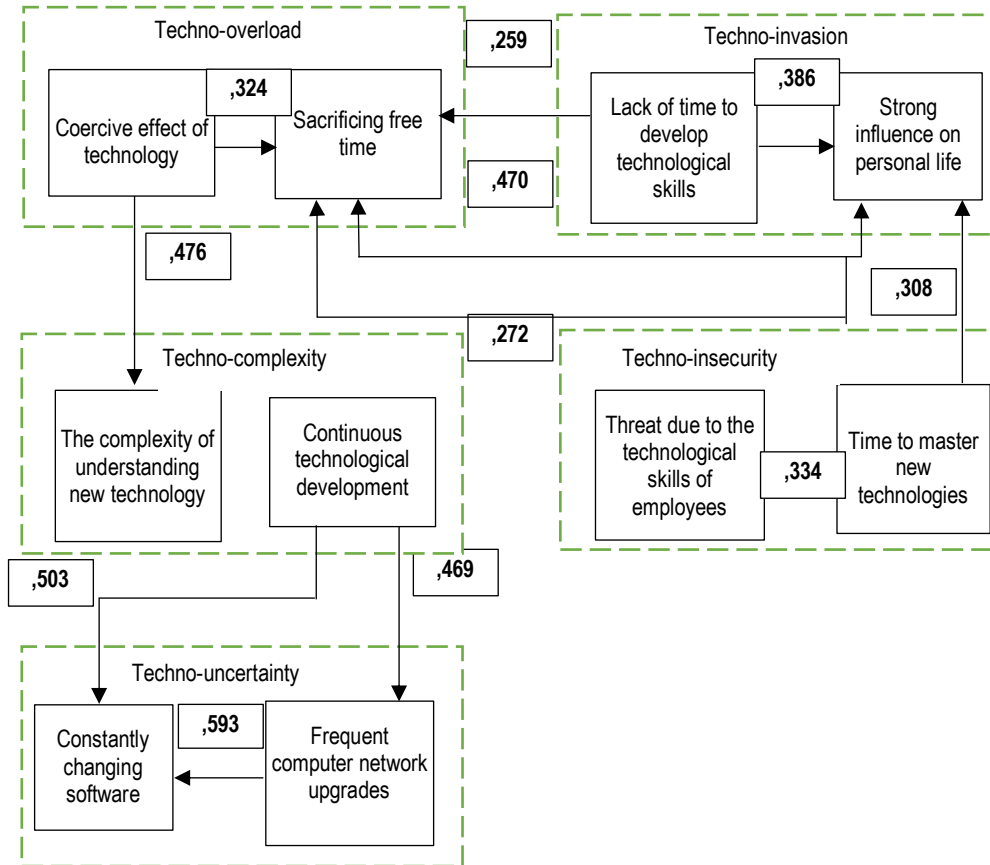 Techno-overload
,259
Techno-invasion
,324
,386
Coercive effect of
technology
Sacrificing free
time
Lack of time to
develop
technological
skills
Strong
influence on
personal life
,470
,476
,308
,272
Techno-complexity
Techno-insecurity
The complexity of
understanding
new technology
Continuous
technological
development
Threat due to the
technological
skills of
employees
,334
Time to master
new
technologies
,503
,469
Techno-uncertainty
Constantly
changing
software
,593
Frequent
computer network
upgrades